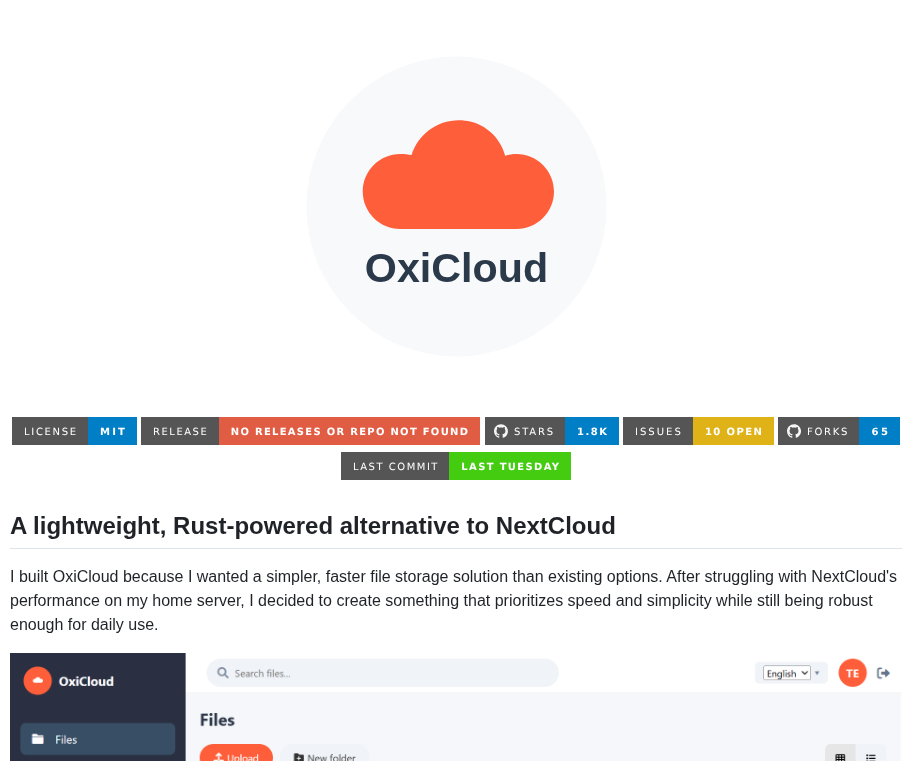 OxiCloud
LICENSE MIT RELEASE NO RELEASES OR REPO NOT FOUND STARS 1.8K ISSUES 10 OPEN FORKS 65
LAST COMMIT LAST TUESDAY
A lightweight, Rust-powered alternative to NextCloud
I built OxiCloud because I wanted a simpler, faster file storage solution than existing options. After struggling with NextCloud's
performance on my home server, I decided to create something that prioritizes speed and simplicity while still being robust
enough for daily use.
OxiCloud Search files... English TE
Files
Files
Upload New folder